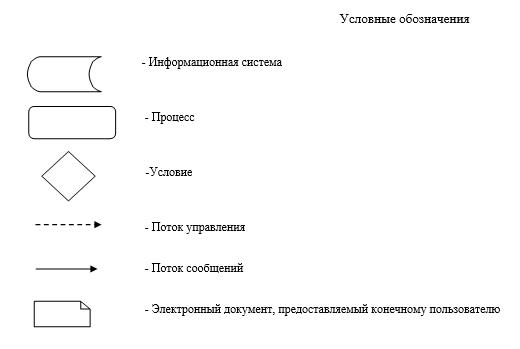 Условные обозначения
- Информационная система
- Процесс
-Условие
- Поток управления
- Поток сообщений
- Электронный документ, предоставляемый конечному пользователю